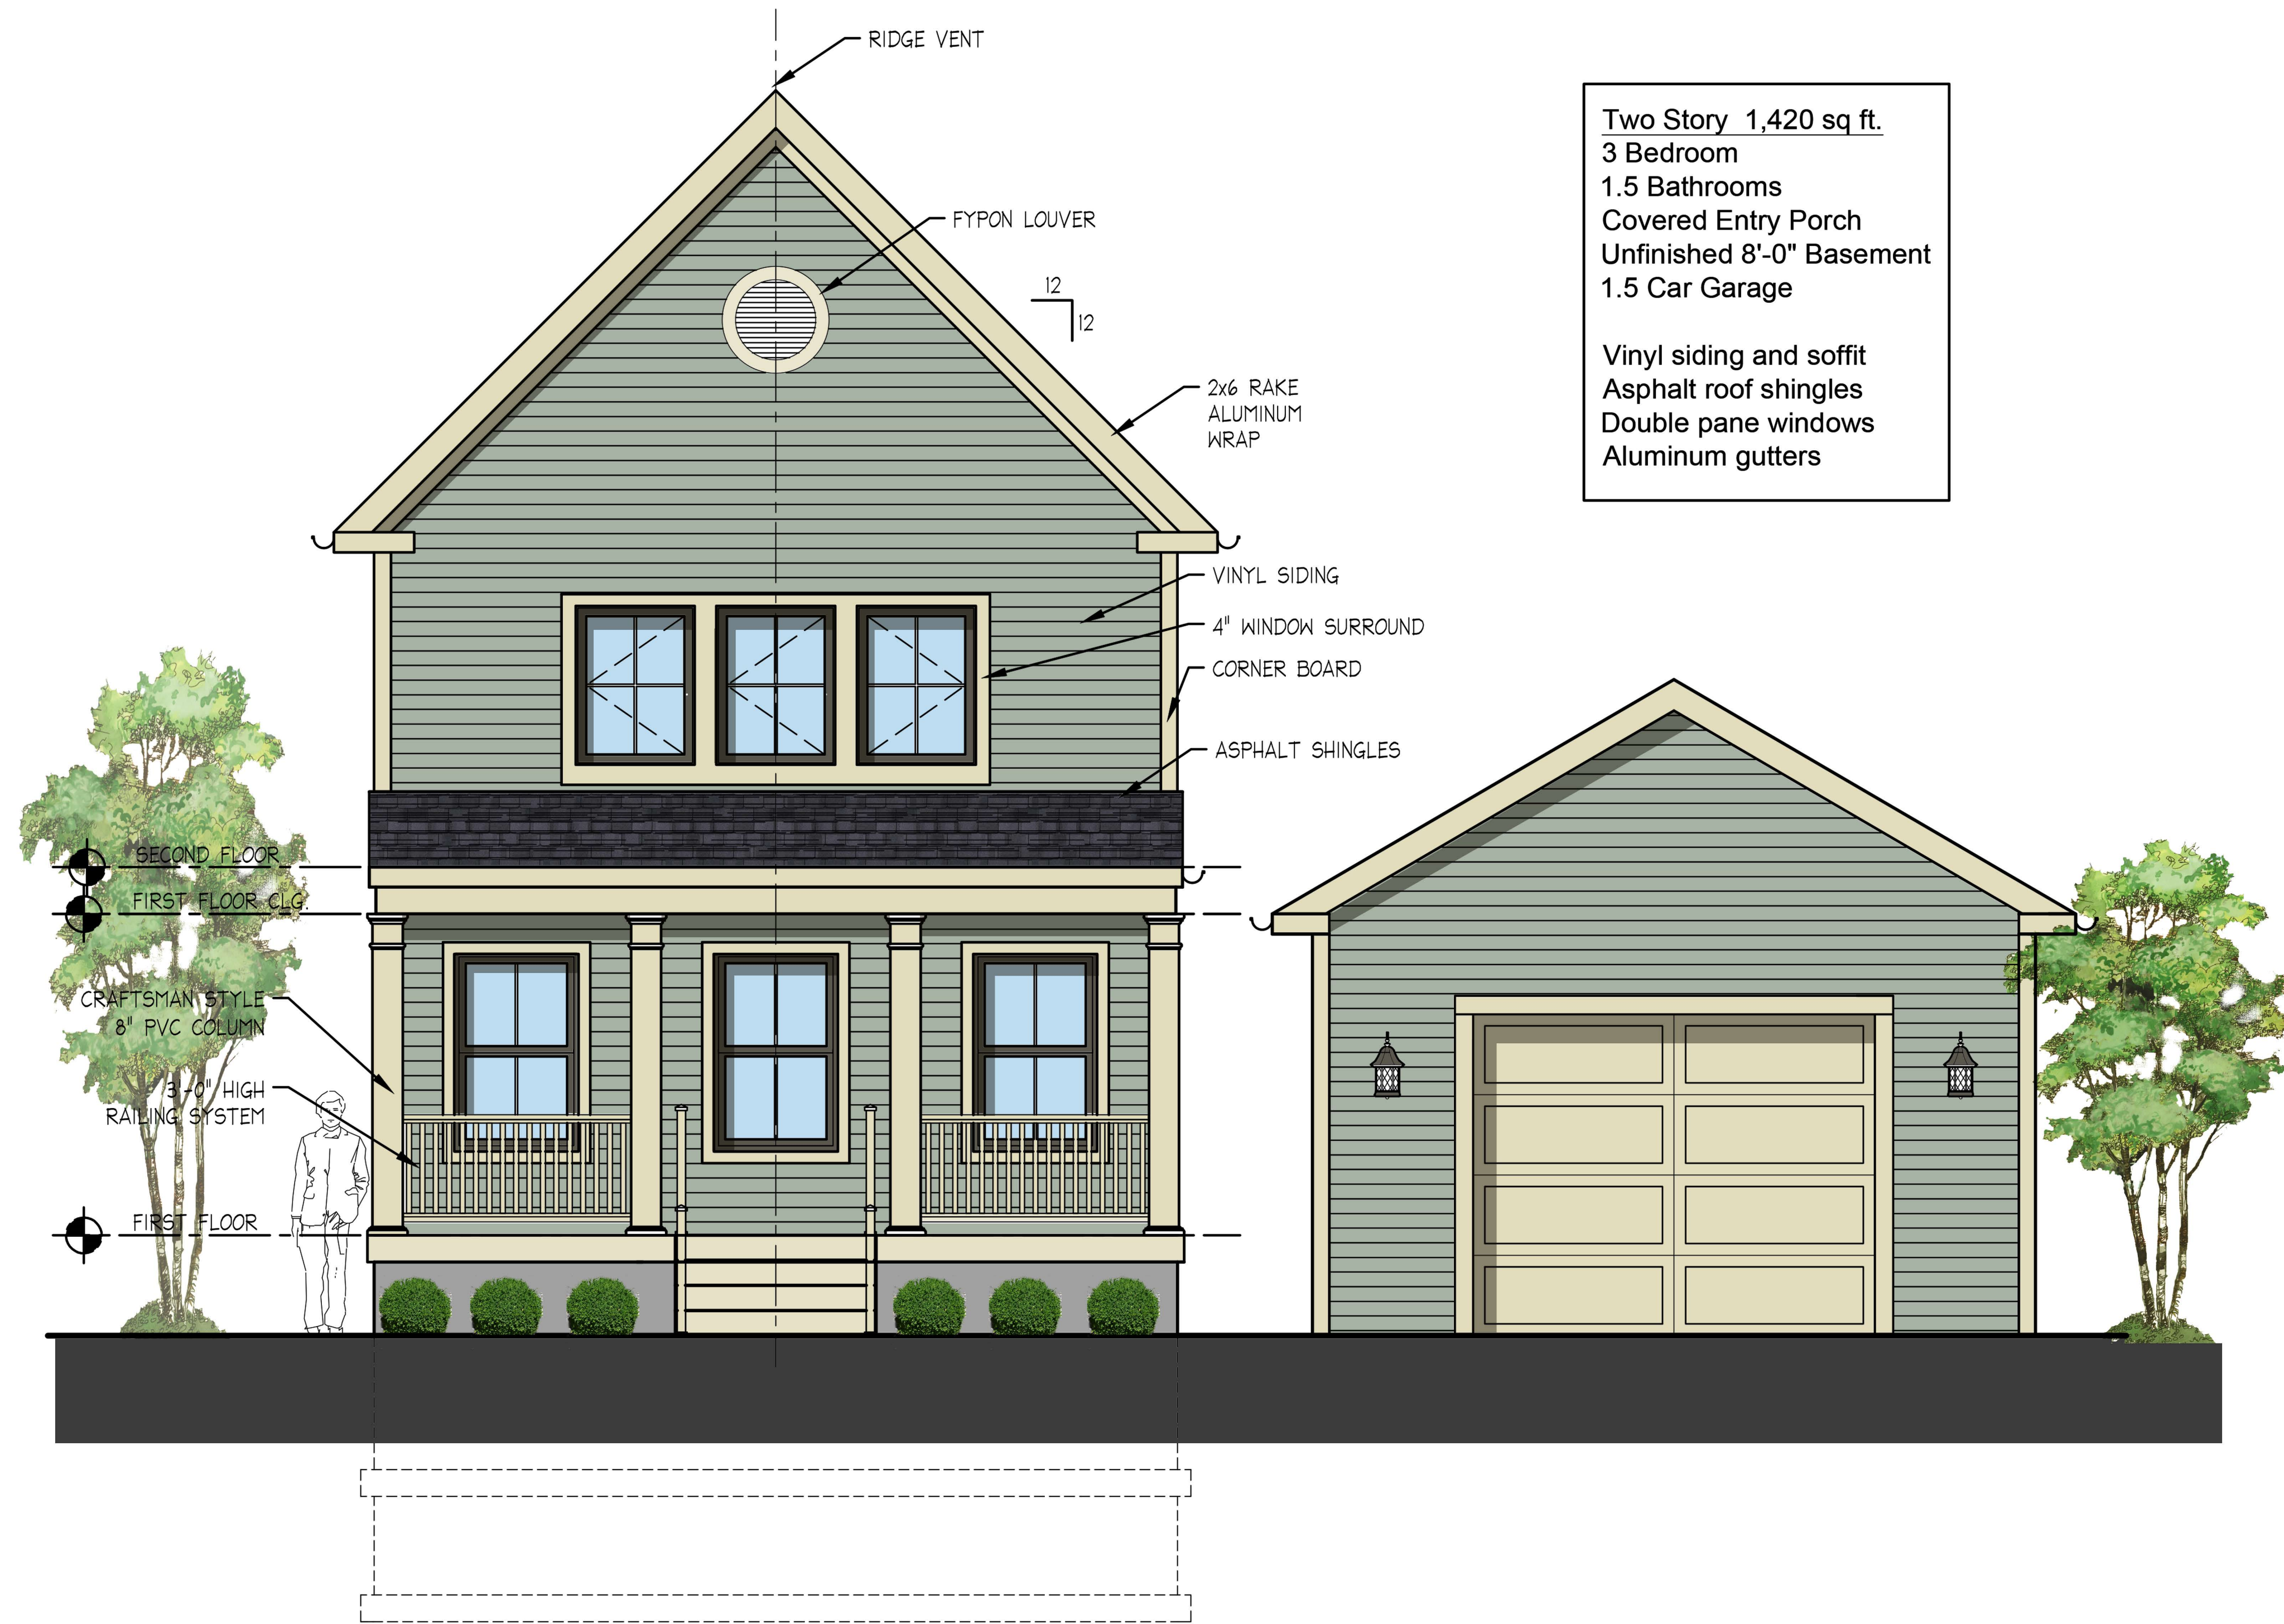 RIDGE VENT
Two Story 1,420 sq ft.
3 Bedroom
1.5 Bathrooms
Covered Entry Porch
Unfinished 8'-0" Basement
1.5 Car Garage
Vinyl siding and soffit
Asphalt roof shingles
Double pane windows
Aluminum gutters
FYPON LOUVER
12
12
2x6 RAKE
ALUMINUM
WRAP
VINYL SIDING
4" WINDOW SURROUND
CORNER BOARD
ASPHALT SHINGLES
SECOND FLOOR
FIRST FLOOR CLG.
CRAFTSMAN STYLE
8" PVC COLUMN
3'-0" HIGH
RAILING SYSTEM
FIRST FLOOR